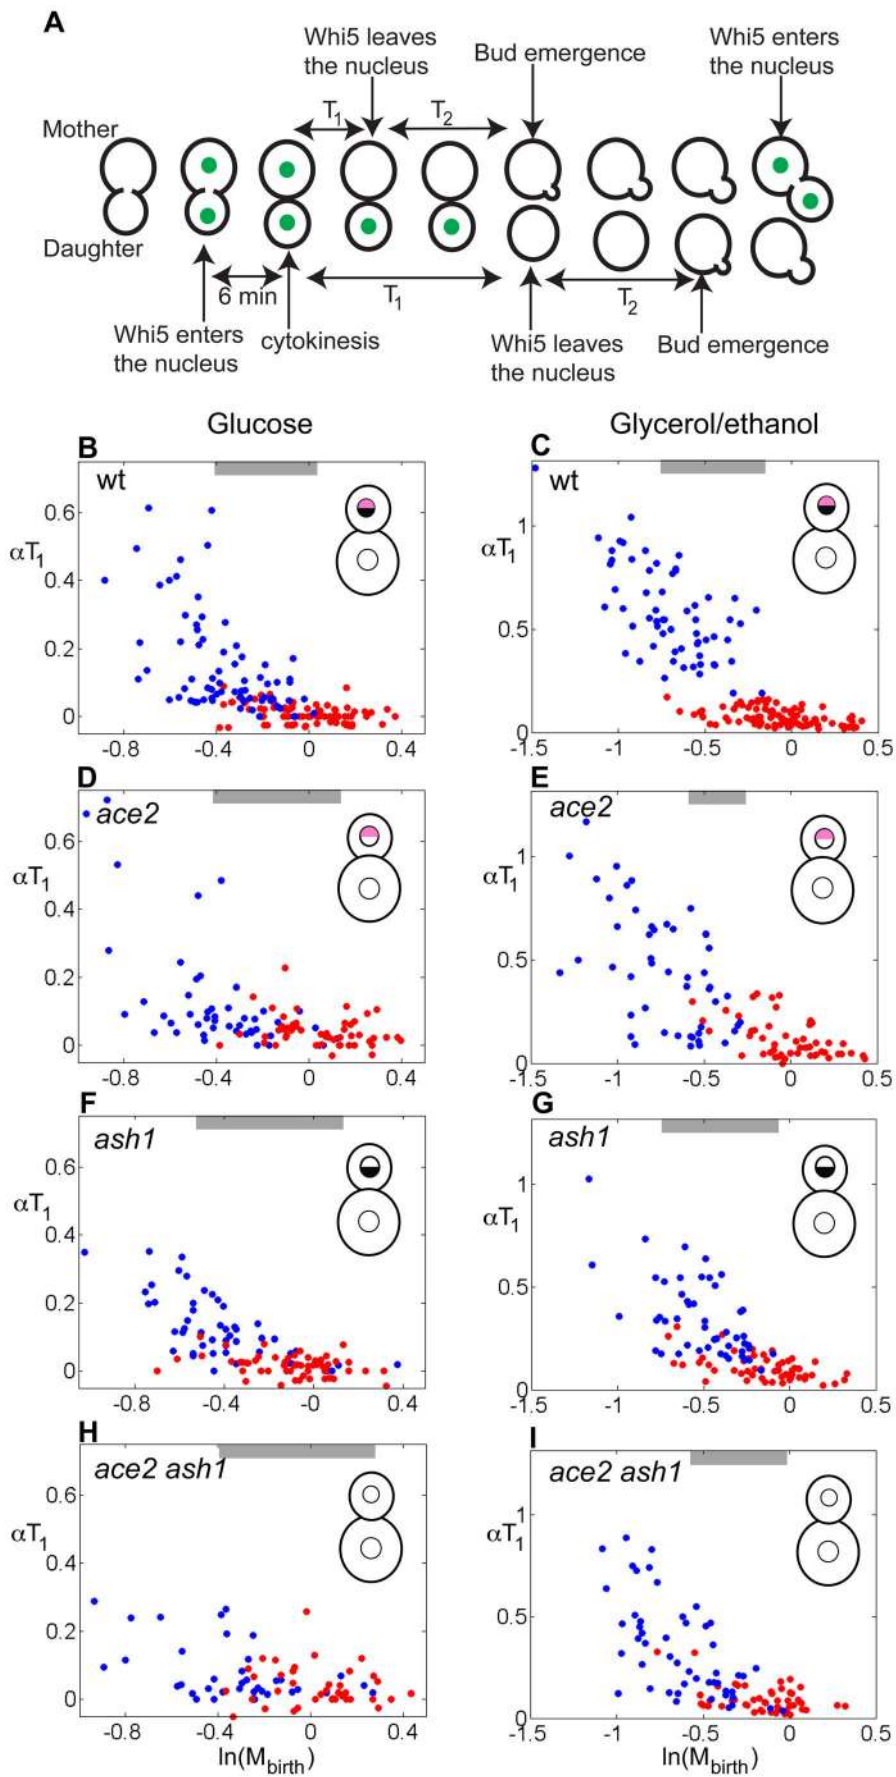 A
Whi5 leaves
the nucleus
Bud emergence
Whi5 enters
the nucleus
T1
T2
Mother
Daughter
6 min
T1
T2
Whi5 enters
the nucleus
cytokinesis
Whi5 leaves
the nucleus
Bud emergence
Glucose
Glycerol/ethanol
B
wt
0.6
αT1
0.4
0.2
0
-0.8
-0.4
0
0.4
C
wt
1
αT1
0.5
0
-1.5
-1
-0.5
0
0.5
D
ace2
0.6
αT1
0.4
0.2
0
-0.8
-0.4
0
0.4
E
ace2
1
αT1
0.5
0
-1.5
-1
-0.5
0
0.5
F
ash1
0.6
αT1
0.4
0.2
0
-0.8
-0.4
-0
0.4
G
ash1
1
αT1
0.5
0
-1.5
-1
-0.5
0
0.5
H
ace2 ash1
0.6
αT1
0.4
0.2
0
-0.8
-0.4
0
0.4
ln(Mbirth)
I
ace2 ash1
1
αT1
0.5
0
-1.5
-1
-0.5
0
0.5
ln(Mbirth)